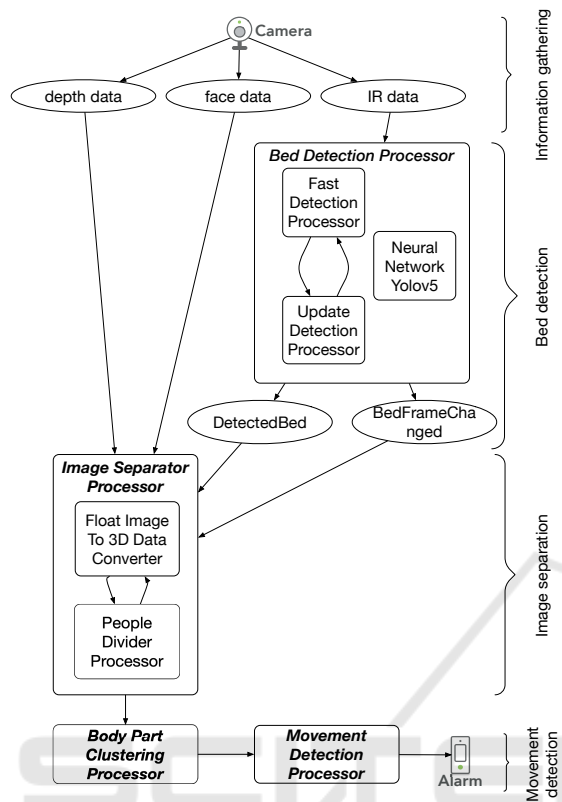 Camera
depth data
face data
IR data
Information gathering
Bed Detection Processor
Fast
Detection
Processor
Neural
Network
Yolov5
Update
Detection
Processor
Bed detection
DetectedBed
BedFrameCha
nged
Image Separator
Processor
Float Image
To 3D Data
Converter
People
Divider
Processor
Image separation
Body Part
Clustering
Processor
Movement
Detection
Processor
Alarm
Movement
detection